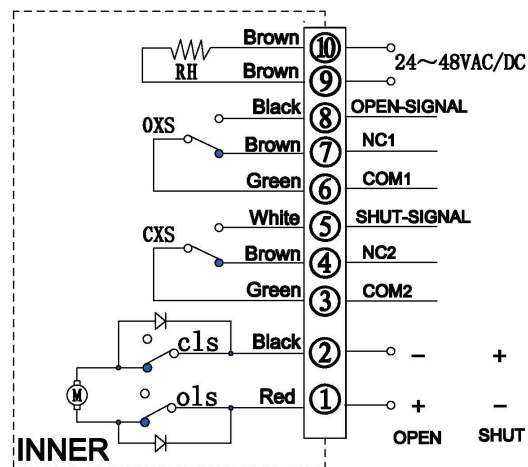 Brown ⑩
RH Brown ⑨ 24～48VAC/DC
Black ⑧ OPEN-SIGNAL
OXS Brown ⑦ NC1
Green ⑥ COM1
White ⑤ SHUT-SIGNAL
CXS Brown ④ NC2
Green ③ COM2
cls Black ② − +
M
ols Red ① + −
OPEN SHUT
INNER